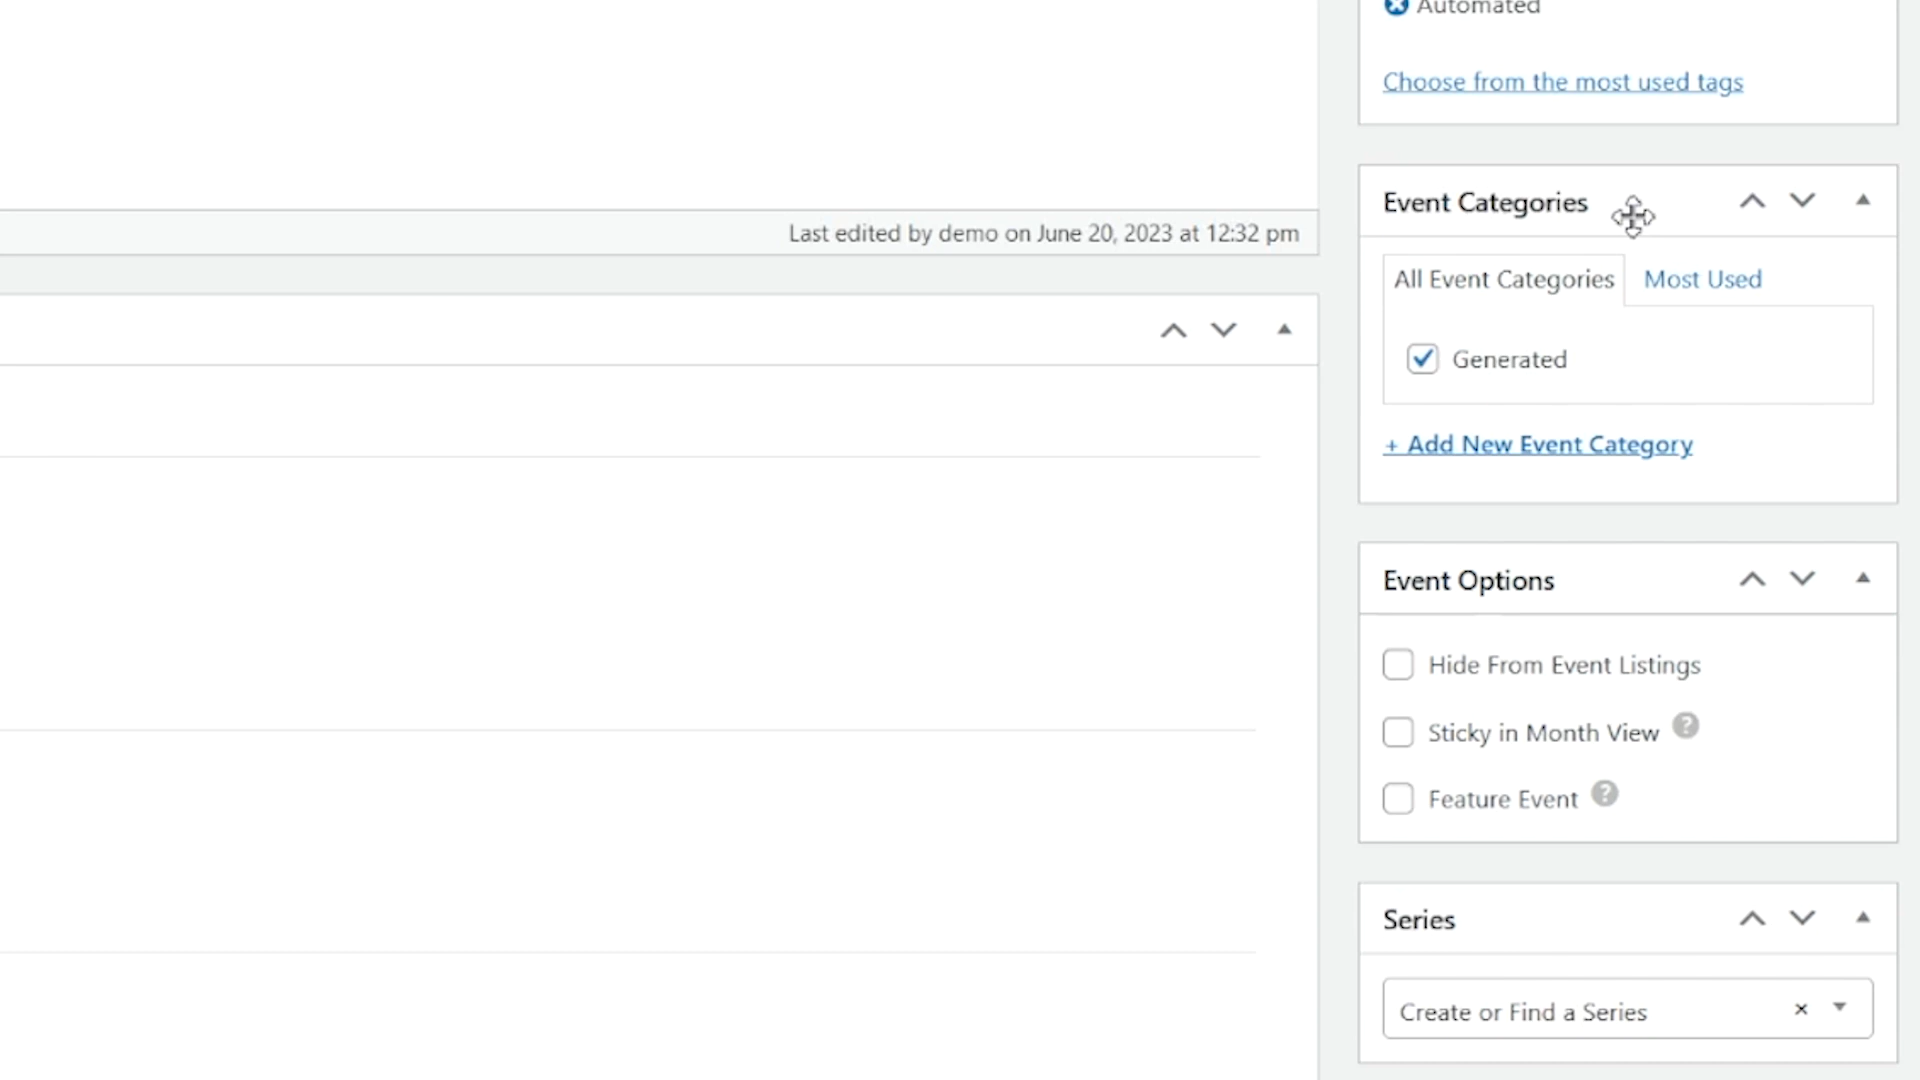 Automated
Choose from the most used tags
Event Categories
Last edited by demo on June 20, 2023 at 12:32 pm
All Event Categories
Most Used
Generated
+ Add New Event Category
Event Options
Hide From Event Listings
Sticky in Month View ?
Feature Event ?
Series
Create or Find a Series ×